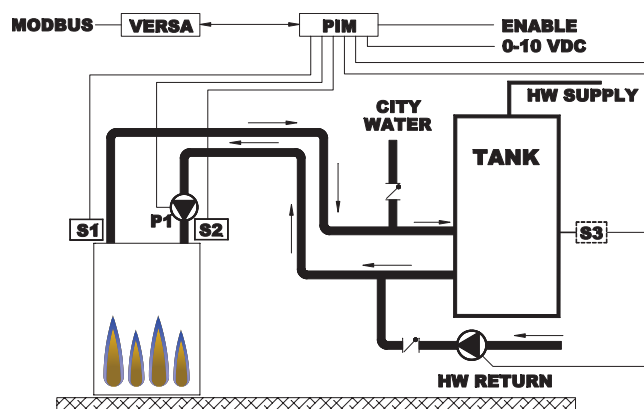 MODBUS VERSA PIM ENABLE
0-10 VDC
HW SUPPLY
CITY
WATER
TANK
P1
S1 S2 S3
HW RETURN